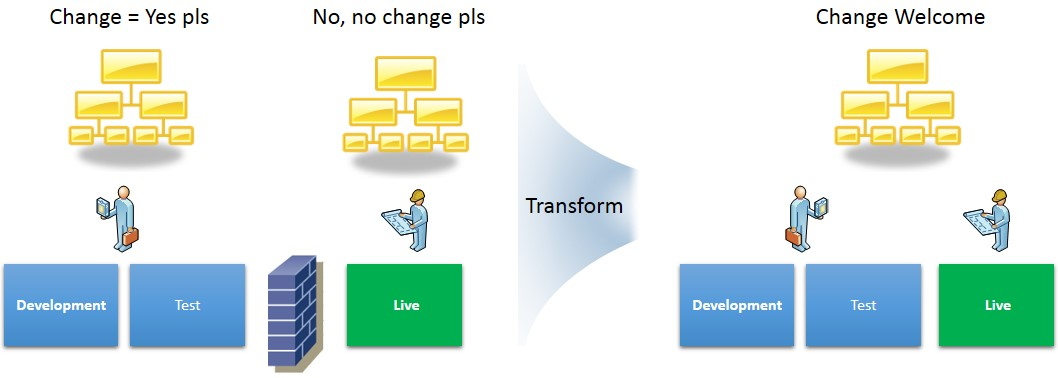 Change = Yes pls
No, no change pls
Change Welcome
Transform
Development
Test
Live
Development
Test
Live